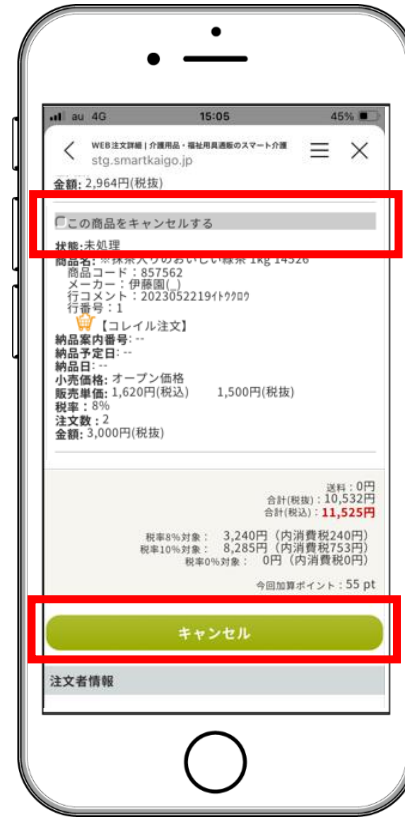 au 4G 15:05 45%
WEB注文詳細 | 介護用品・福祉用具通販のスマート介護
stg.smartkaigo.jp
金額: 2,964円(税抜)
この商品をキャンセルする
状態: 未処理
商品名: ※抹茶入りのおいしい緑茶 1kg 14526
商品コード : 857562
メーカー : 伊藤園(_)
行コメント : 2023052219ｲﾄｳｸﾛｳ
行番号 : 1
【コレイル注文】
納品案内番号: --
納品予定日: --
納品日: --
小売価格: オープン価格
販売単価: 1,620円(税込) 1,500円(税抜)
税率 : 8%
注文数 : 2
金額: 3,000円(税抜)
送料 : 0円
合計(税抜) : 10,532円
合計(税込) : 11,525円
税率8%対象 : 3,240円 (内消費税240円)
税率10%対象 : 8,285円 (内消費税753円)
税率0%対象 : 0円 (内消費税0円)
今回加算ポイント : 55 pt
キャンセル
注文者情報